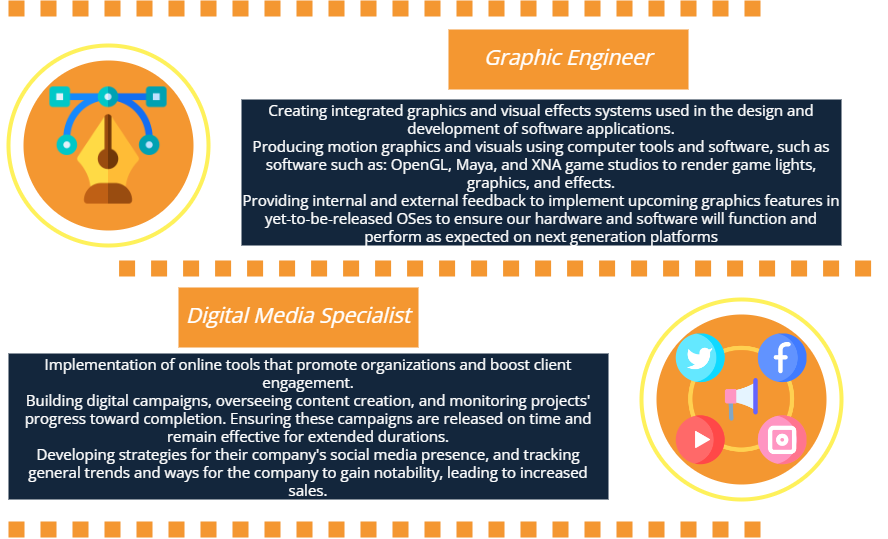 Graphic Engineer
Creating integrated graphics and visual effects systems used in the design and
development of software applications.
Producing motion graphics and visuals using computer tools and software, such as
software such as: OpenGL, Maya, and XNA game studios to render game lights,
graphics, and effects.
Providing internal and external feedback to implement upcoming graphics features in
yet-to-be-released OSes to ensure our hardware and software will function and
perform as expected on next generation platforms
Digital Media Specialist
Implementation of online tools that promote organizations and boost client
engagement.
Building digital campaigns, overseeing content creation, and monitoring projects'
progress toward completion. Ensuring these campaigns are released on time and
remain effective for extended durations.
Developing strategies for their company's social media presence, and tracking
general trends and ways for the company to gain notability, leading to increased
sales.